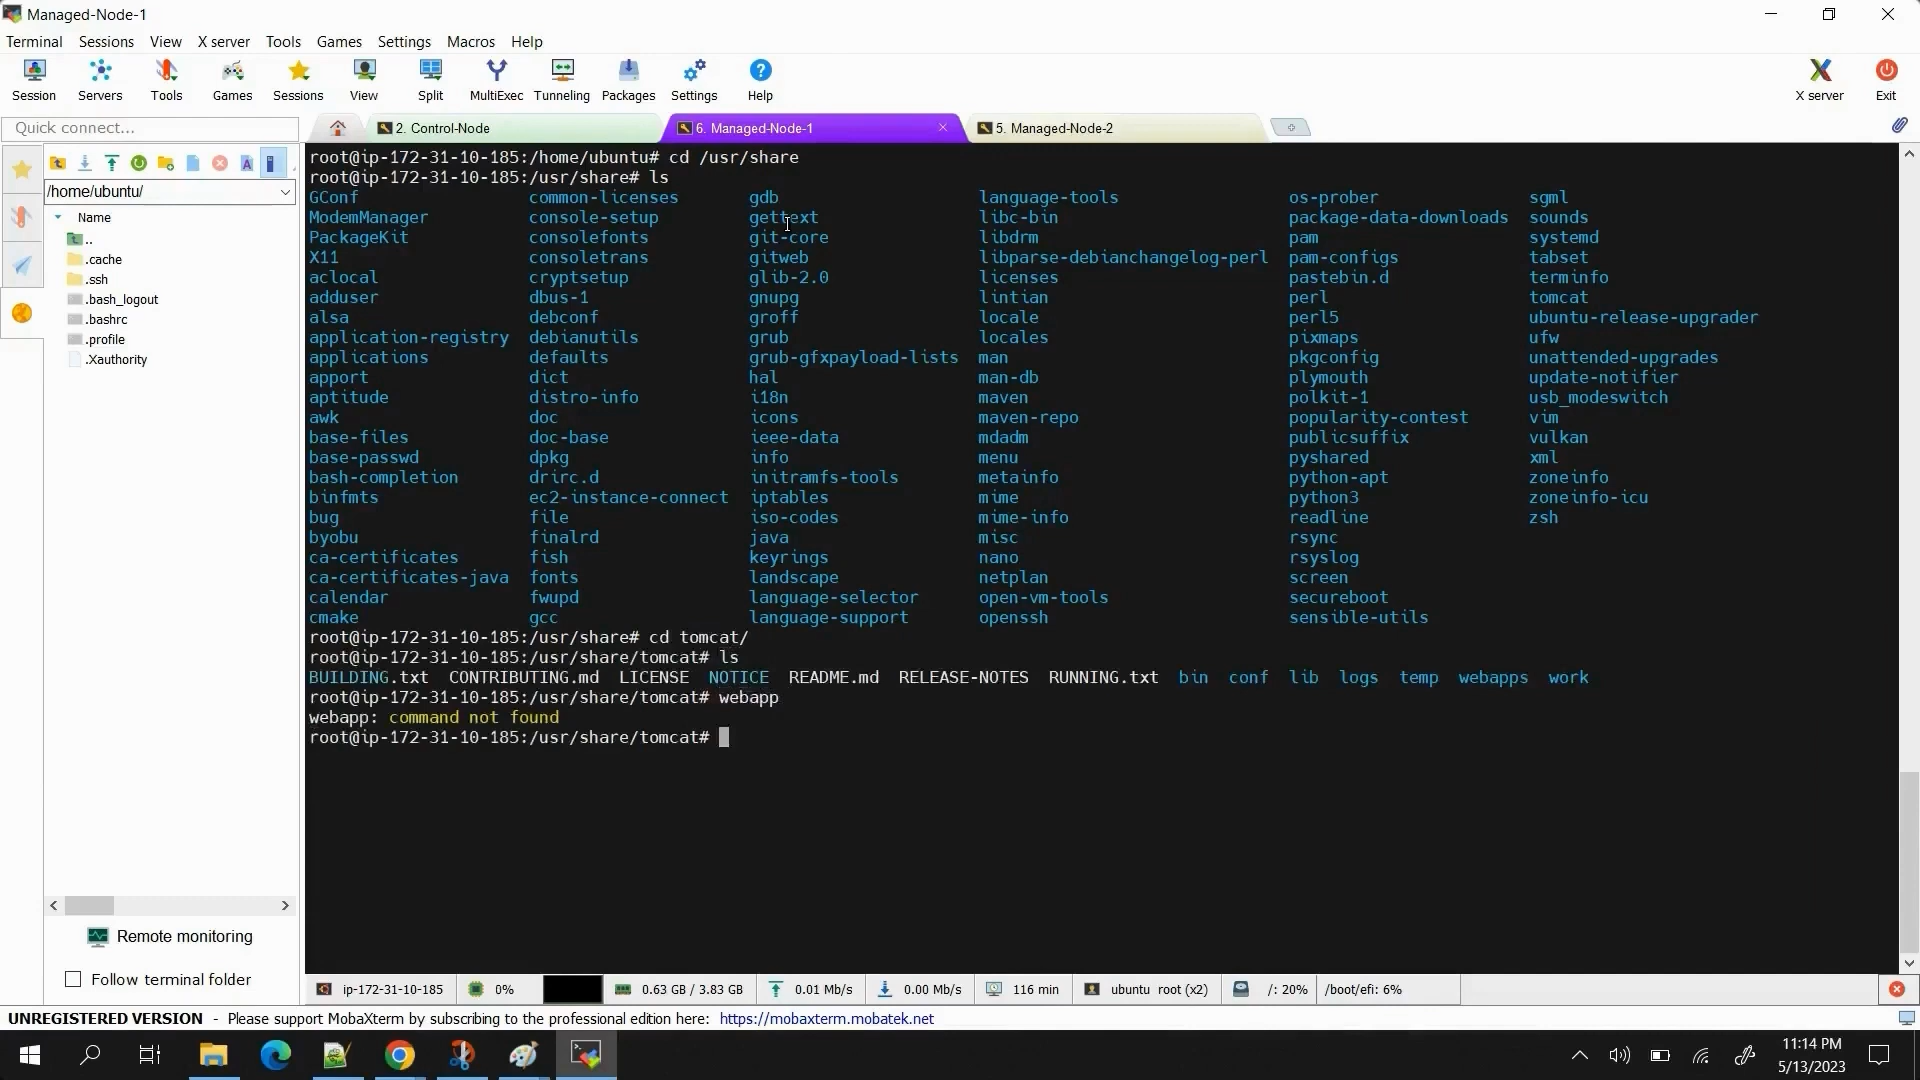 Managed-Node-1
Terminal Sessions View X server Tools Games Settings Macros Help
Session Servers Tools Games Sessions View Split MultiExec Tunneling Packages Settings Help X server Exit
Quick connect...
2. Control-Node 6. Managed-Node-1 5. Managed-Node-2
/home/ubuntu/
Name
..
.cache
.ssh
.bash_logout
.bashrc
.profile
.Xauthority
Remote monitoring
Follow terminal folder
root@ip-172-31-10-185:/home/ubuntu# cd /usr/share
root@ip-172-31-10-185:/usr/share# ls
GConf common-licenses gdb language-tools os-prober sgml
ModemManager console-setup gettext libc-bin package-data-downloads sounds
PackageKit consolefonts git-core libdrm pam systemd
X11 consoletrans gitweb libparse-debianchangelog-perl pam-configs tabset
aclocal cryptsetup glib-2.0 licenses pastebin.d terminfo
adduser dbus-1 gnupg lintian perl tomcat
alsa debconf groff locale perl5 ubuntu-release-upgrader
application-registry debianutils grub locales pixmaps ufw
applications defaults grub-gfxpayload-lists man pkgconfig unattended-upgrades
apport dict hal man-db plymouth update-notifier
aptitude distro-info i18n maven polkit-1 usb_modeswitch
awk doc icons maven-repo popularity-contest vim
base-files doc-base ieee-data mdadm publicsuffix vulkan
base-passwd dpkg info menu pyshared xml
bash-completion drirc.d initramfs-tools metainfo python-apt zoneinfo
binfmts ec2-instance-connect iptables mime python3 zoneinfo-icu
bug file iso-codes mime-info readline zsh
byobu finalrd java misc rsync
ca-certificates fish keyrings nano rsyslog
ca-certificates-java fonts landscape netplan screen
calendar fwupd language-selector open-vm-tools secureboot
cmake gcc language-support openssh sensible-utils
root@ip-172-31-10-185:/usr/share# cd tomcat/
root@ip-172-31-10-185:/usr/share/tomcat# ls
BUILDING.txt CONTRIBUTING.md LICENSE NOTICE README.md RELEASE-NOTES RUNNING.txt bin conf lib logs temp webapps work
root@ip-172-31-10-185:/usr/share/tomcat# webapp
webapp: command not found
root@ip-172-31-10-185:/usr/share/tomcat#
ip-172-31-10-185 0% 0.63 GB / 3.83 GB 0.01 Mb/s 0.00 Mb/s 116 min ubuntu root (x2) /: 20% /boot/efi: 6%
UNREGISTERED VERSION - Please support MobaXterm by subscribing to the professional edition here: https://mobaxterm.mobatek.net
11:14 PM
5/13/2023